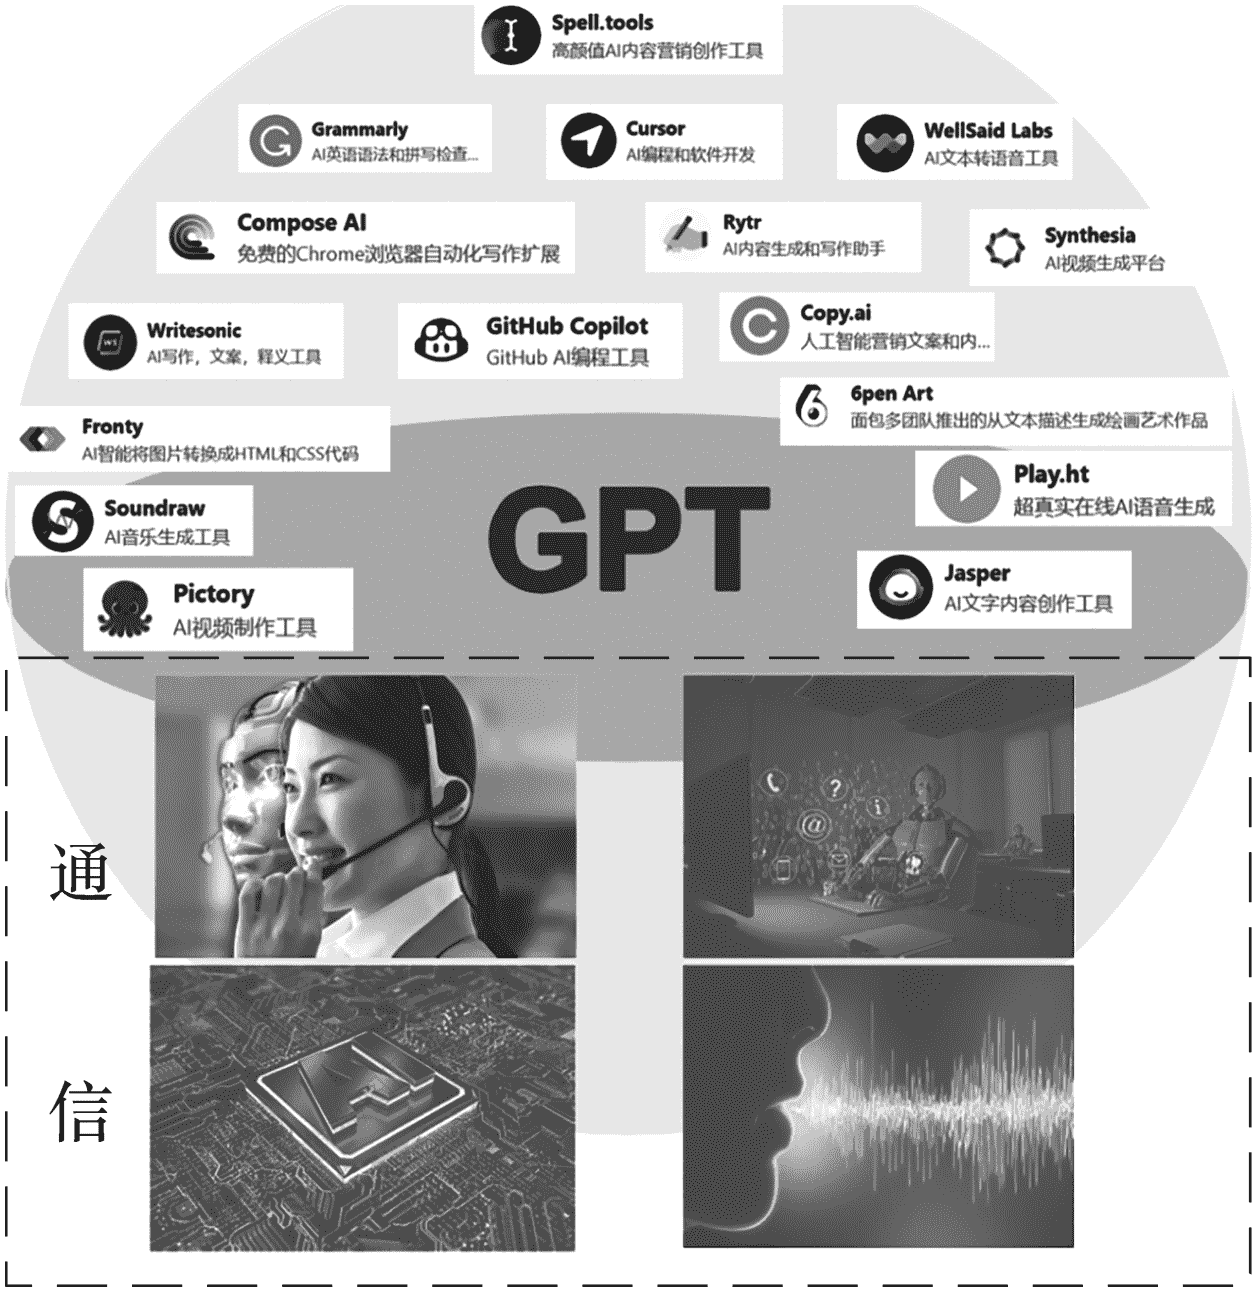 Spell.tools
高颜值AI内容营销创作工具
Grammarly
AI英语语法和拼写检查...
Cursor
AI编程和软件开发
WellSaid Labs
AI文本转语音工具
Compose AI
免费的Chrome浏览器自动化写作扩展
Rytr
AI内容生成和写作助手
Synthesia
AI视频生成平台
Writesonic
AI写作，文案，释义工具
GitHub Copilot
GitHub AI编程工具
Copy.ai
人工智能营销文案和内...
6pen Art
面包多团队推出的从文本描述生成绘画艺术作品
Fronty
AI智能将图片转换成HTML和CSS代码
Play.ht
超真实在线AI语音生成
Soundraw
AI音乐生成工具
GPT
Jasper
AI文字内容创作工具
Pictory
AI视频制作工具
通
信